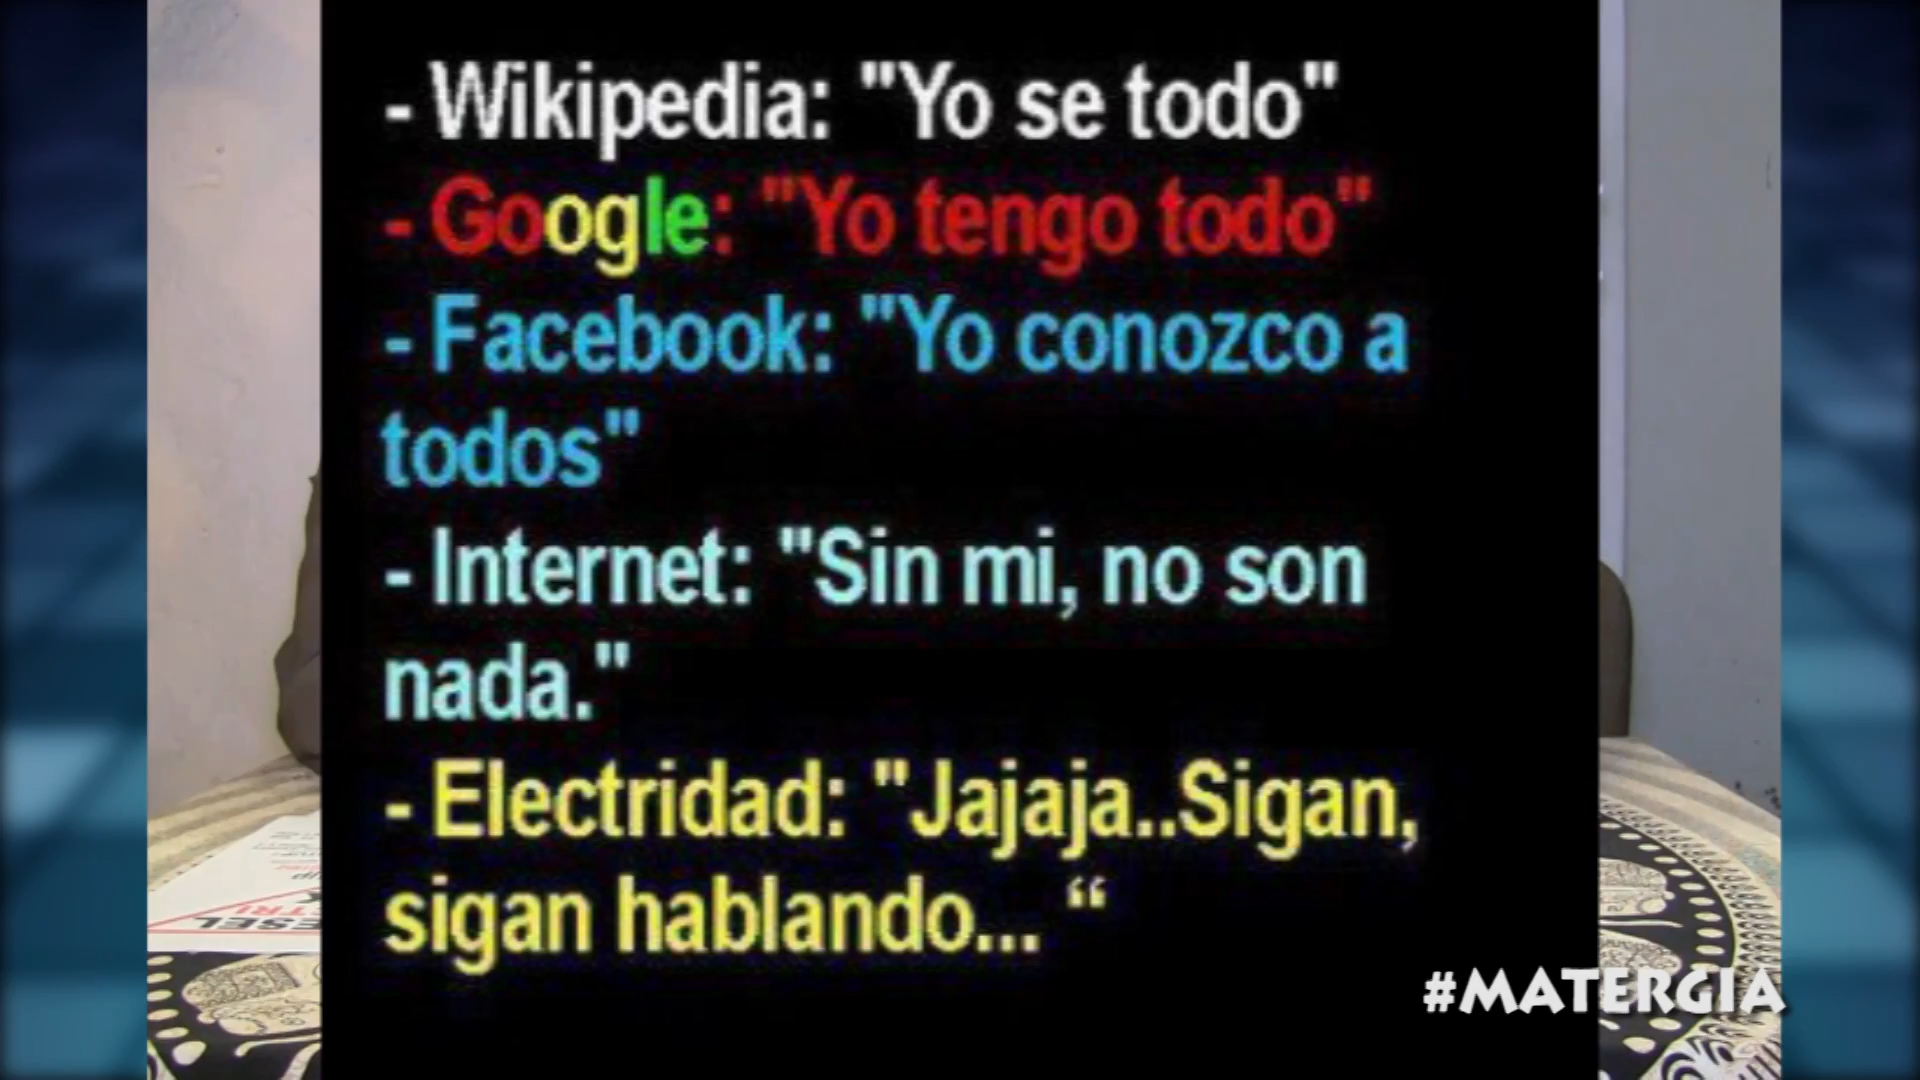 - Wikipedia: "Yo se todo"
- Google: "Yo tengo todo"
- Facebook: "Yo conozco a
todos"
- Internet: "Sin mi, no son
nada."
- Electridad: "Jajaja..Sigan,
sigan hablando... “
#MATERGIA